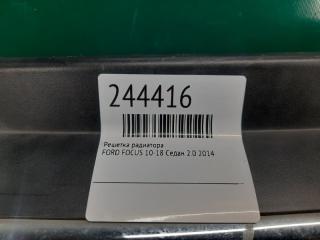 244416
Решетка радиатора
FORD FOCUS 10-18 Седан 2.0 2014